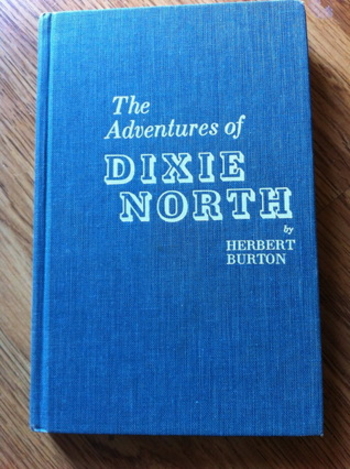 The
Adventures of
DIXIE
NORTH
by
HERBERT
BURTON